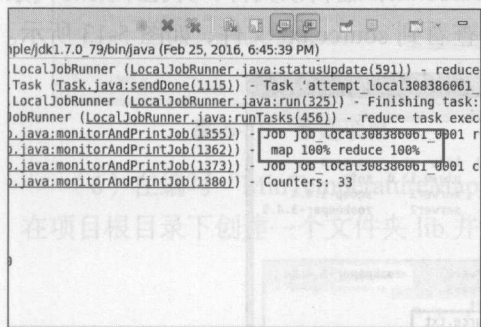 ple/jdk1.7.0_79/bin/java (Feb 25, 2016, 6:45:39 PM)
.LocalJobRunner (LocalJobRunner.java:statusUpdate(591)) - reduce
.Task (Task.java:sendDone(1115)) - Task 'attempt_local308386061_
.LocalJobRunner (LocalJobRunner.java:run(325)) - Finishing task:
JobRunner (LocalJobRunner.java:runTasks(456)) - reduce task exec
b.java:monitorAndPrintJob(1355)) - Job job_local308386061_0001 r
b.java:monitorAndPrintJob(1362)) - map 100% reduce 100%
b.java:monitorAndPrintJob(1373)) - Job job_local308386061_0001 c
b.java:monitorAndPrintJob(1380)) - Counters: 33
在项目根目录下创建一个文件夹 lib 并